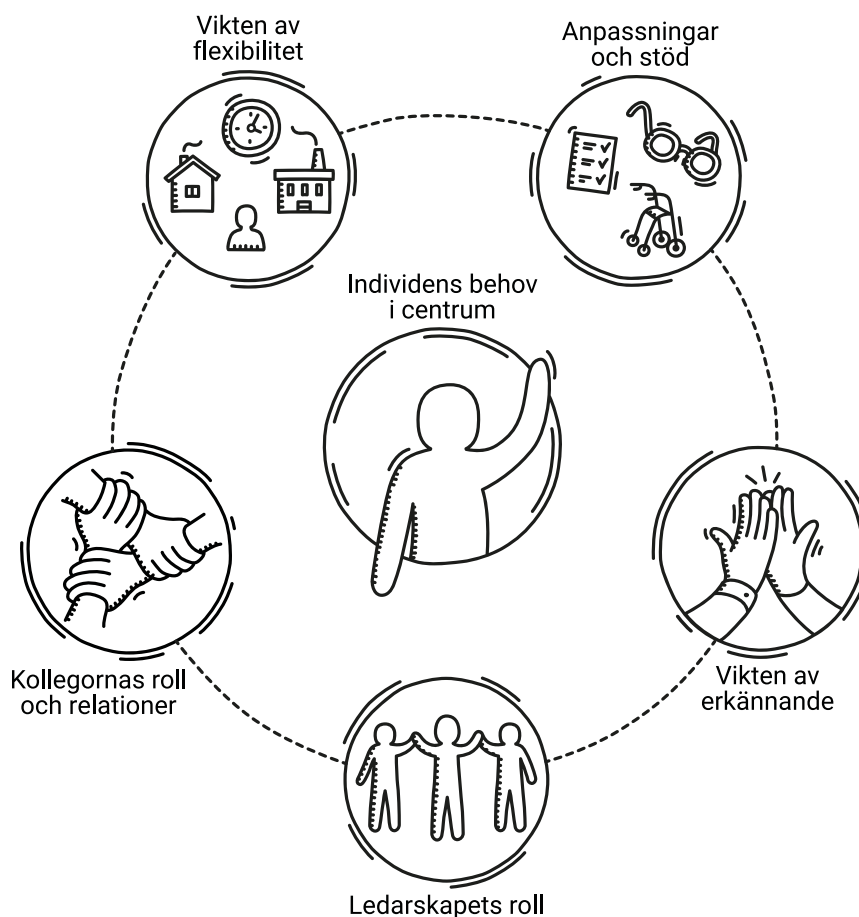 Vikten av
flexibilitet
Anpassningar
och stöd
Individens behov
i centrum
Kollegornas roll
och relationer
Vikten av
erkännande
Ledarskapets roll